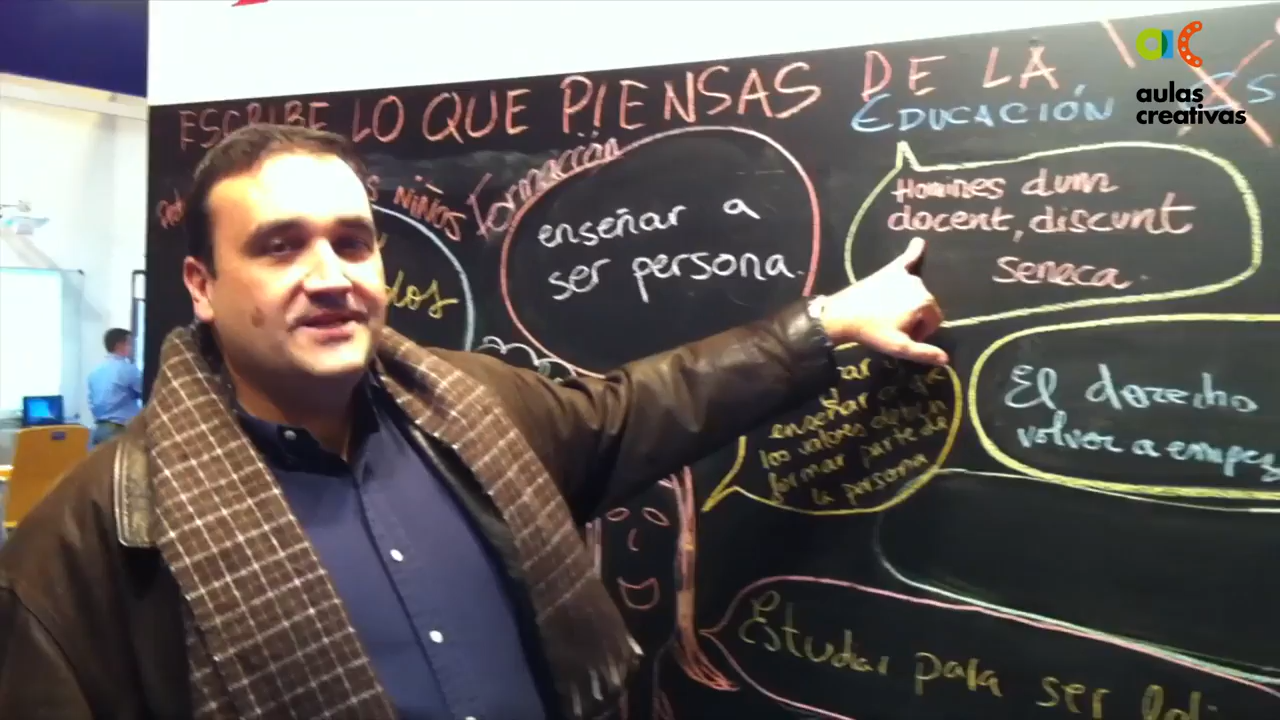 ESCRIBE LO QUE PIENSAS DE LA
EDUCACIÓN
aulas
creativas
NIÑOS
Formación
enseñar a
ser persona.
Homines dum
docent, discunt
Seneca.
enseñar
los valores deben
formar parte de
la persona
El derecho
volver a empez
Estudar para ser